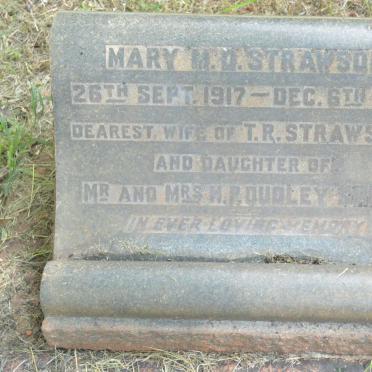 MARY M.D. STRAWSO
26TH SEPT. 1917 — DEC. 6TH
DEAREST WIFE OF T.R. STRAWS
AND DAUGHTER OF
MR AND MRS H.P. DUDLEY
IN EVER LOVING MEMORY